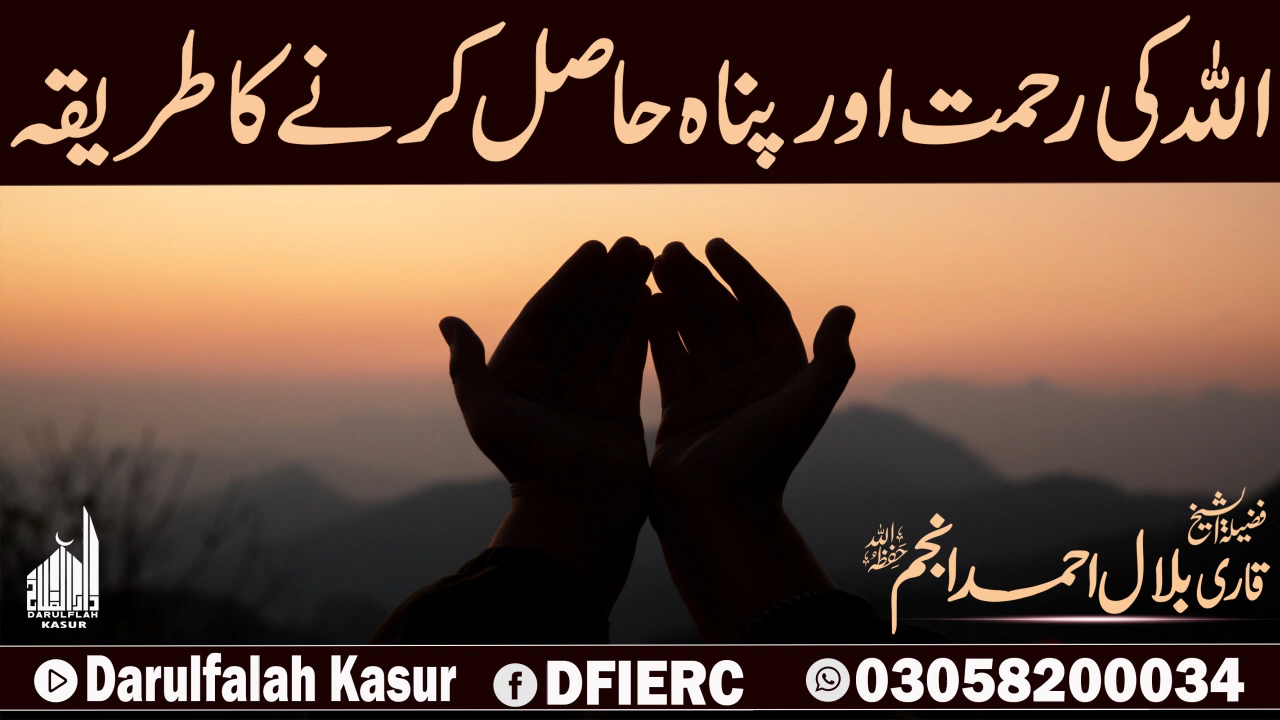 اللہ کی رحمت اور پناہ حاصل کرنے کا طریقہ
فضیلۃ الشیخ
قاری بلال احمد انجم حفظہ اللہ
دارالفلاح
DARULFLAH
KASUR
Darulfalah Kasur
DFIERC
03058200034